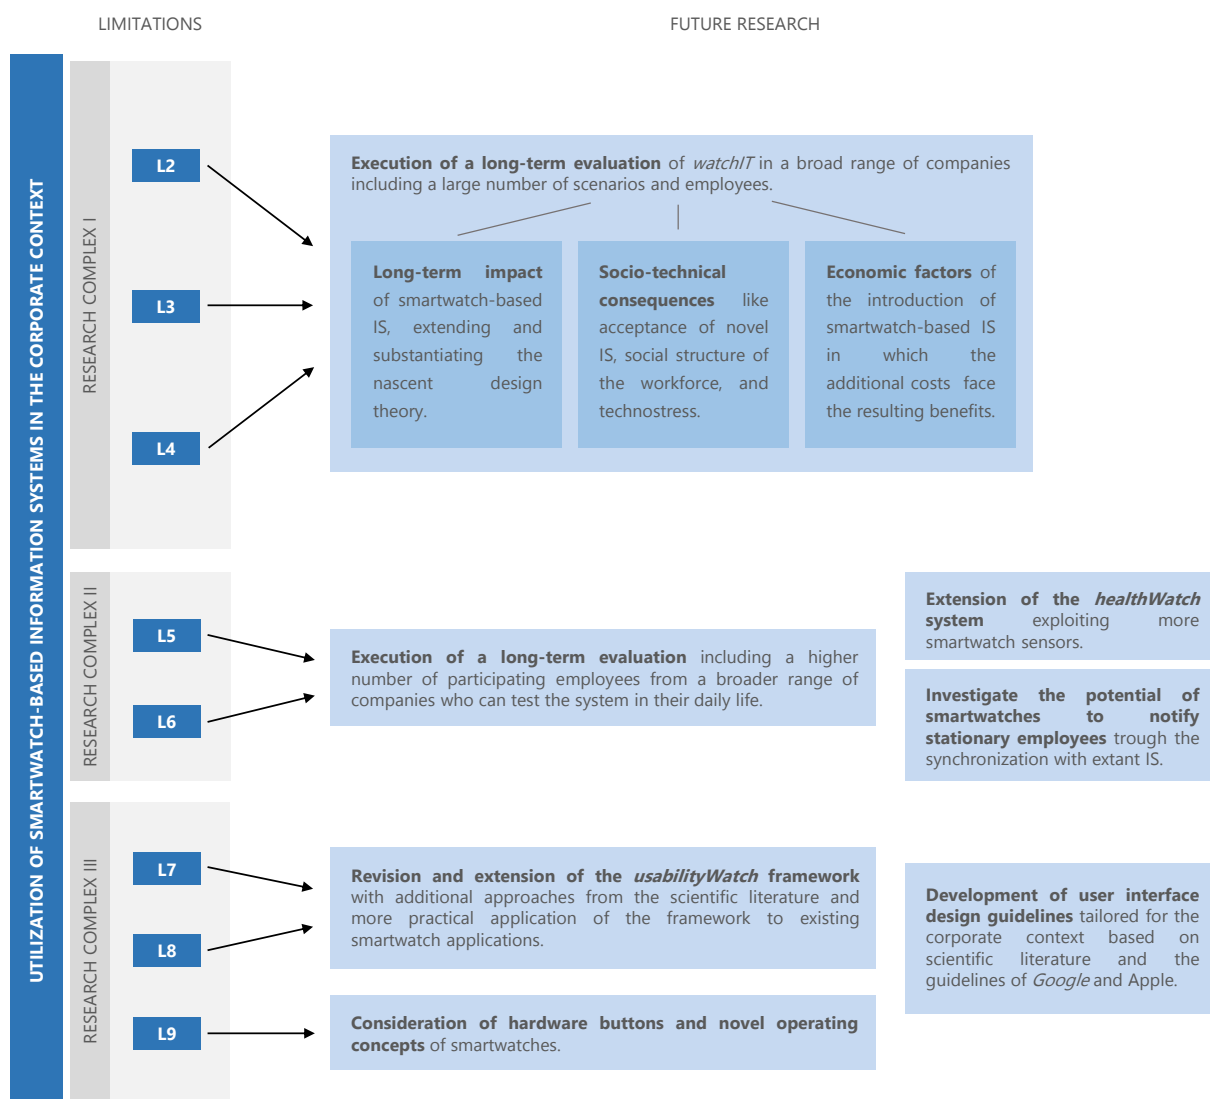 LIMITATIONS
FUTURE RESEARCH
UTILIZATION OF SMARTWATCH-BASED INFORMATION SYSTEMS IN THE CORPORATE CONTEXT
RESEARCH COMPLEX I
L2
L3
L4
Execution of a long-term evaluation of watchIT in a broad range of companies
including a large number of scenarios and employees.
Long-term impact
of smartwatch-based
IS, extending and
substantiating the
nascent design
theory.
Socio-technical
consequences like
acceptance of novel
IS, social structure of
the workforce, and
technostress.
Economic factors of
the introduction of
smartwatch-based IS
in which the
additional costs face
the resulting benefits.
RESEARCH COMPLEX II
L5
L6
Execution of a long-term evaluation including a higher
number of participating employees from a broader range of
companies who can test the system in their daily life.
Extension of the healthWatch
system exploiting more
smartwatch sensors.
Investigate the potential of
smartwatches to notify
stationary employees trough the
synchronization with extant IS.
RESEARCH COMPLEX III
L7
L8
L9
Revision and extension of the usabilityWatch framework
with additional approaches from the scientific literature and
more practical application of the framework to existing
smartwatch applications.
Consideration of hardware buttons and novel operating
concepts of smartwatches.
Development of user interface
design guidelines tailored for the
corporate context based on
scientific literature and the
guidelines of Google and Apple.